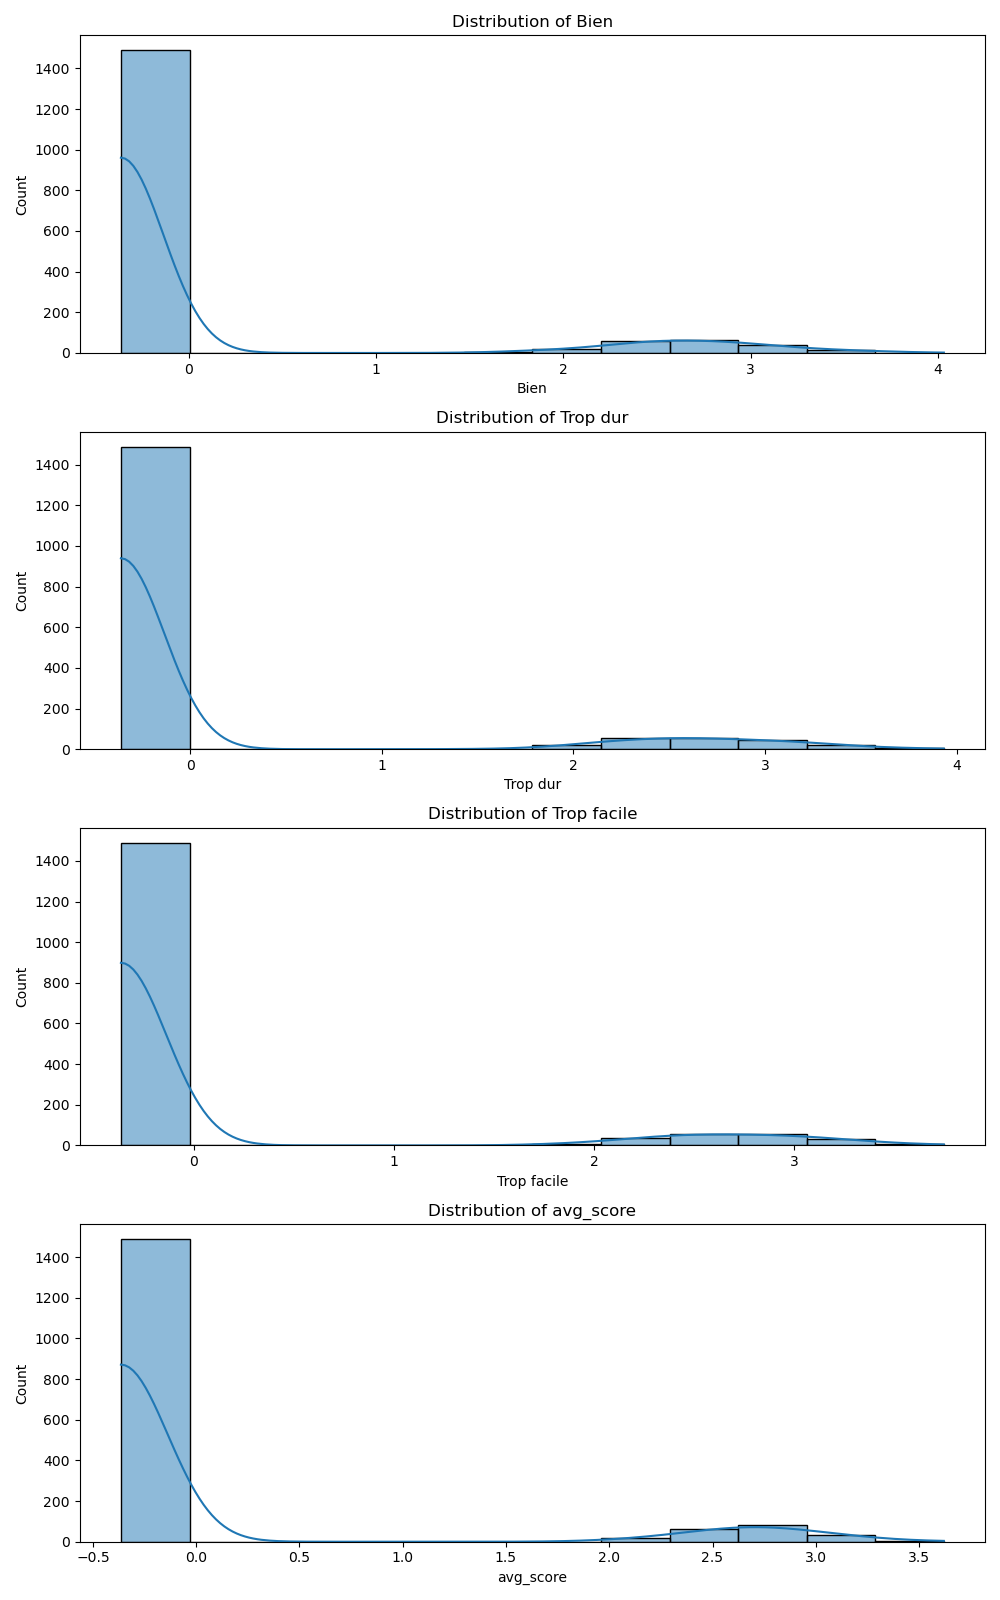 Distribution of Bien
1400
1200
1000
800
600
400
200
0
Count
0 1 2 3 4
Bien
Distribution of Trop dur
1400
1200
1000
800
600
400
200
0
Count
0 1 2 3 4
Trop dur
Distribution of Trop facile
1400
1200
1000
800
600
400
200
0
Count
0 1 2 3
Trop facile
Distribution of avg_score
1400
1200
1000
800
600
400
200
0
Count
−0.5 0.0 0.5 1.0 1.5 2.0 2.5 3.0 3.5
avg_score